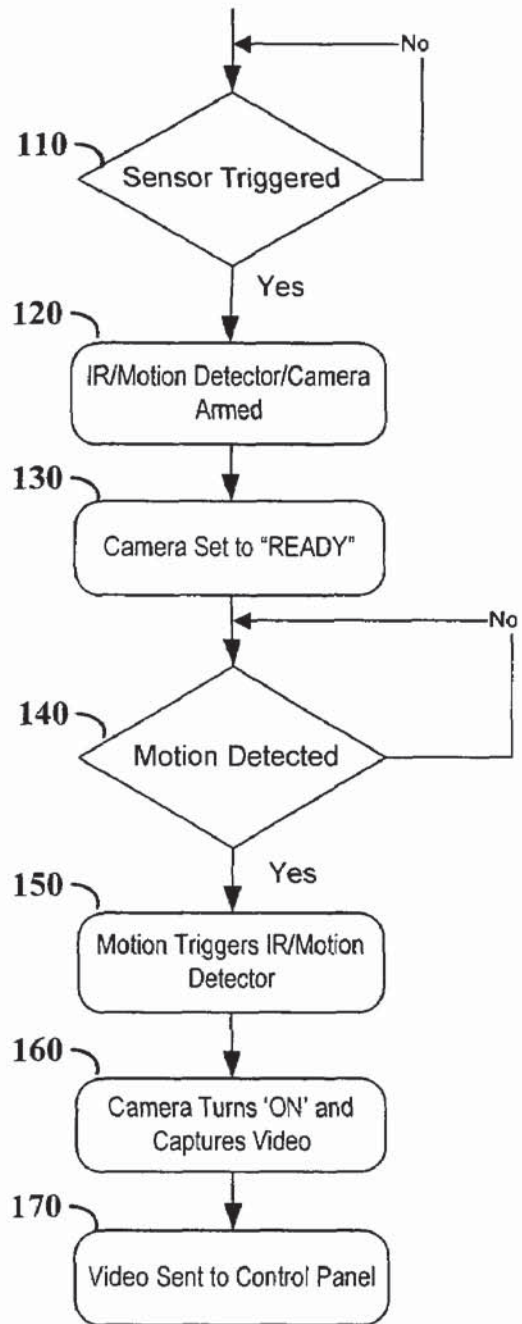 No
110
Sensor Triggered
Yes
120
IR/Motion Detector/Camera
Armed
130
Camera Set to “READY”
No
140
Motion Detected
Yes
150
Motion Triggers IR/Motion
Detector
160
Camera Turns 'ON' and
Captures Video
170
Video Sent to Control Panel